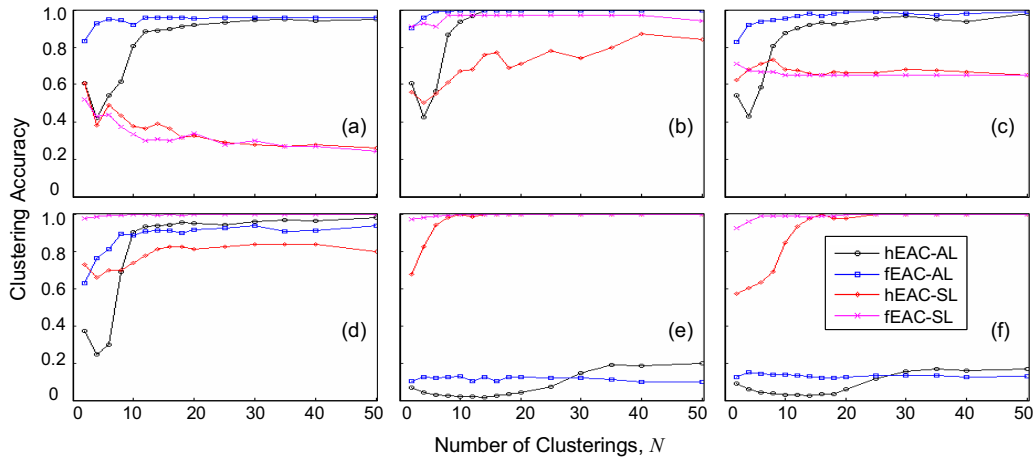 Clustering Accuracy
1.0
0.8
0.6
0.4
0.2
0
(a)
(b)
(c)
1.0
0.8
0.6
0.4
0.2
0
(d)
(e)
(f)
hEAC-AL
fEAC-AL
hEAC-SL
fEAC-SL
0 10 20 30 40 50
0 10 20 30 40 50
0 10 20 30 40 50
Number of Clusterings, N